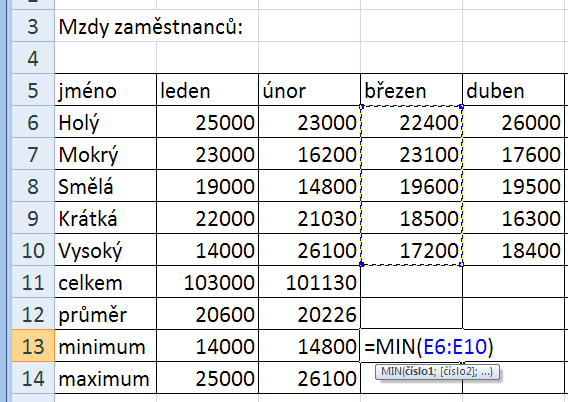 3 Mzdy zaměstnanců:
4
5 jméno leden únor březen duben
6 Holý 25000 23000 22400 26000
7 Mokrý 23000 16200 23100 17600
8 Smělá 19000 14800 19600 19500
9 Krátká 22000 21030 18500 16300
10 Vysoký 14000 26100 17200 18400
11 celkem 103000 101130
12 průměr 20600 20226
13 minimum 14000 14800 =MIN(E6:E10)
MIN(číslo1; [číslo2]; ...)
14 maximum 25000 26100